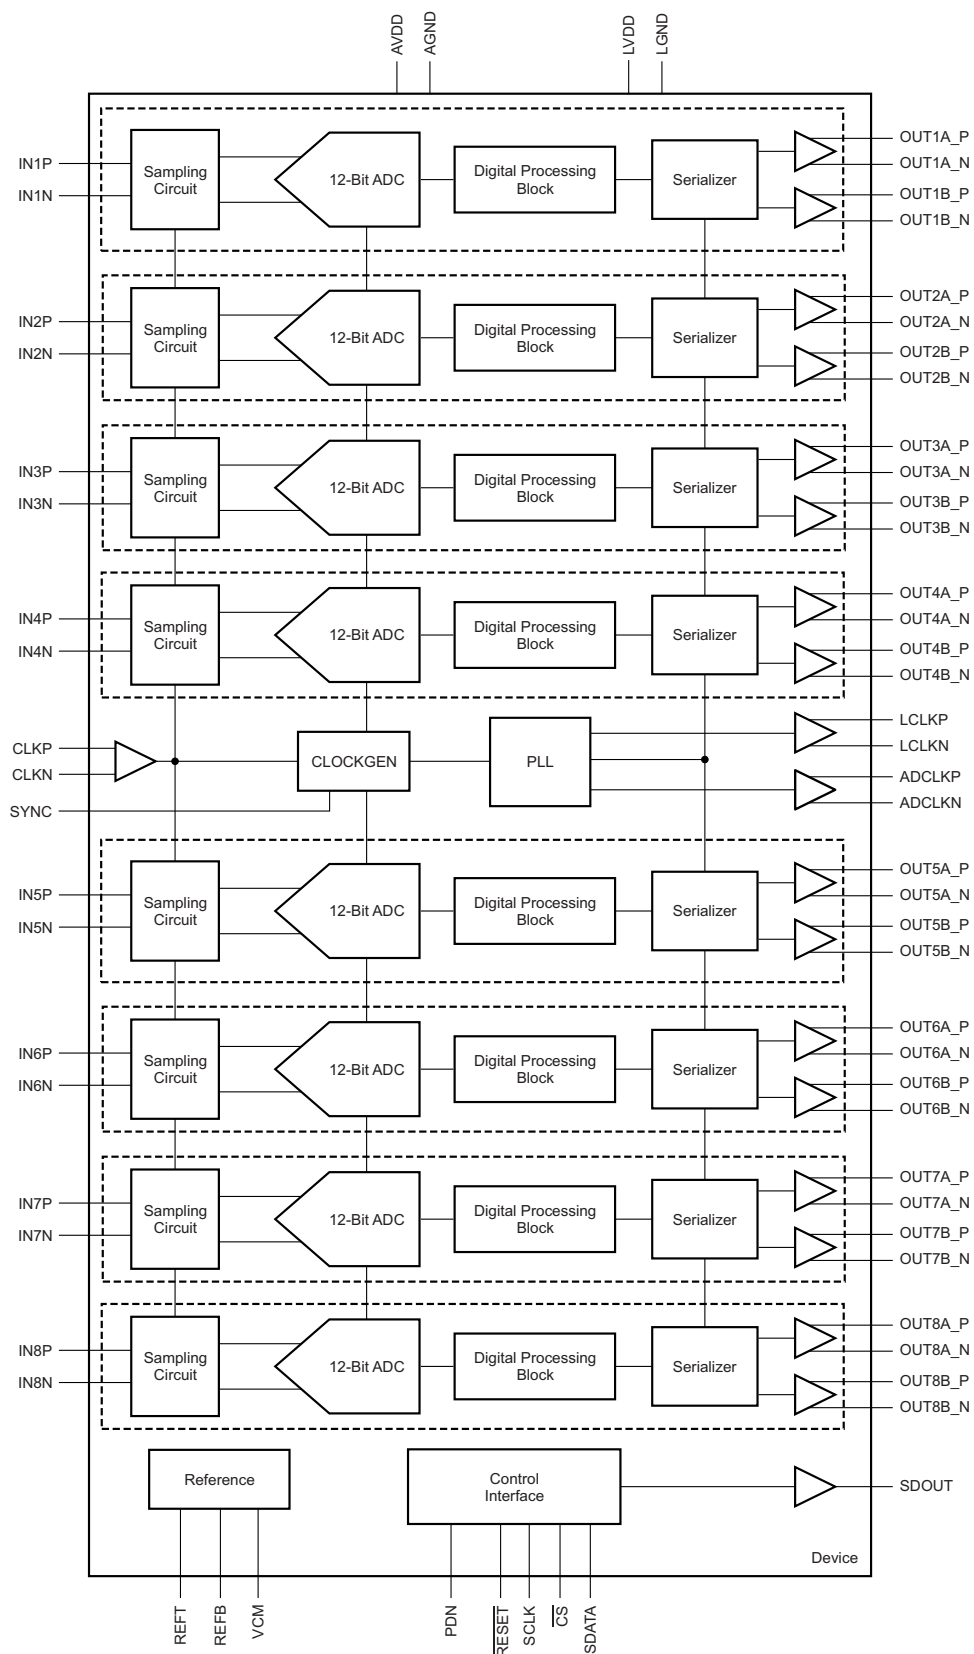 AVDD
AGND
LVDD
LGND
IN1P
IN1N
Sampling
Circuit
12-Bit ADC
Digital Processing
Block
Serializer
OUT1A_P
OUT1A_N
OUT1B_P
OUT1B_N
IN2P
IN2N
Sampling
Circuit
12-Bit ADC
Digital Processing
Block
Serializer
OUT2A_P
OUT2A_N
OUT2B_P
OUT2B_N
IN3P
IN3N
Sampling
Circuit
12-Bit ADC
Digital Processing
Block
Serializer
OUT3A_P
OUT3A_N
OUT3B_P
OUT3B_N
IN4P
IN4N
Sampling
Circuit
12-Bit ADC
Digital Processing
Block
Serializer
OUT4A_P
OUT4A_N
OUT4B_P
OUT4B_N
CLKP
CLKN
SYNC
CLOCKGEN
PLL
LCLKP
LCLKN
ADCLKP
ADCLKN
IN5P
IN5N
Sampling
Circuit
12-Bit ADC
Digital Processing
Block
Serializer
OUT5A_P
OUT5A_N
OUT5B_P
OUT5B_N
IN6P
IN6N
Sampling
Circuit
12-Bit ADC
Digital Processing
Block
Serializer
OUT6A_P
OUT6A_N
OUT6B_P
OUT6B_N
IN7P
IN7N
Sampling
Circuit
12-Bit ADC
Digital Processing
Block
Serializer
OUT7A_P
OUT7A_N
OUT7B_P
OUT7B_N
IN8P
IN8N
Sampling
Circuit
12-Bit ADC
Digital Processing
Block
Serializer
OUT8A_P
OUT8A_N
OUT8B_P
OUT8B_N
Reference
Control
Interface
SDOUT
Device
REFT
REFB
VCM
PDN
RESET
SCLK
CS
SDATA